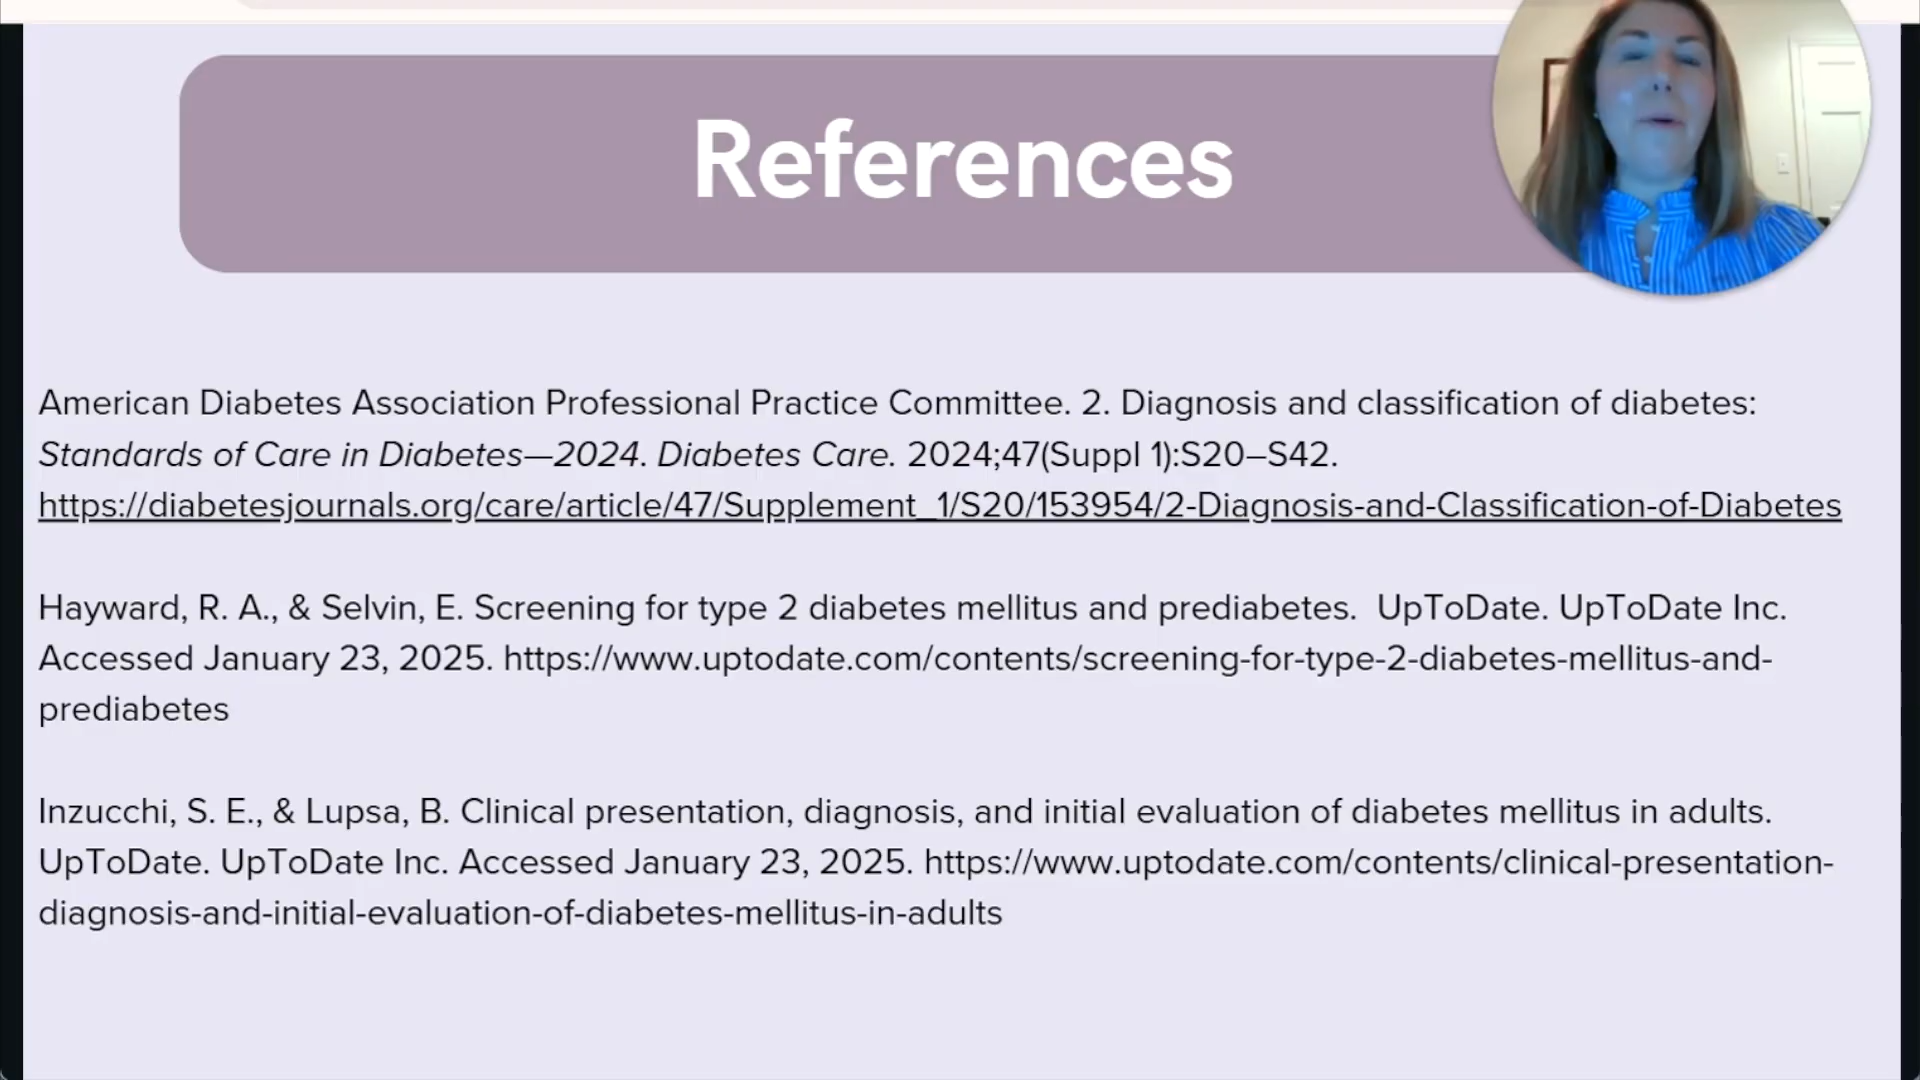 References
American Diabetes Association Professional Practice Committee. 2. Diagnosis and classification of diabetes:
Standards of Care in Diabetes—2024. Diabetes Care. 2024;47(Suppl 1):S20–S42.
https://diabetesjournals.org/care/article/47/Supplement_1/S20/153954/2-Diagnosis-and-Classification-of-Diabetes
Hayward, R. A., & Selvin, E. Screening for type 2 diabetes mellitus and prediabetes.  UpToDate. UpToDate Inc.
Accessed January 23, 2025. https://www.uptodate.com/contents/screening-for-type-2-diabetes-mellitus-and-
prediabetes
Inzucchi, S. E., & Lupsa, B. Clinical presentation, diagnosis, and initial evaluation of diabetes mellitus in adults.
UpToDate. UpToDate Inc. Accessed January 23, 2025. https://www.uptodate.com/contents/clinical-presentation-
diagnosis-and-initial-evaluation-of-diabetes-mellitus-in-adults